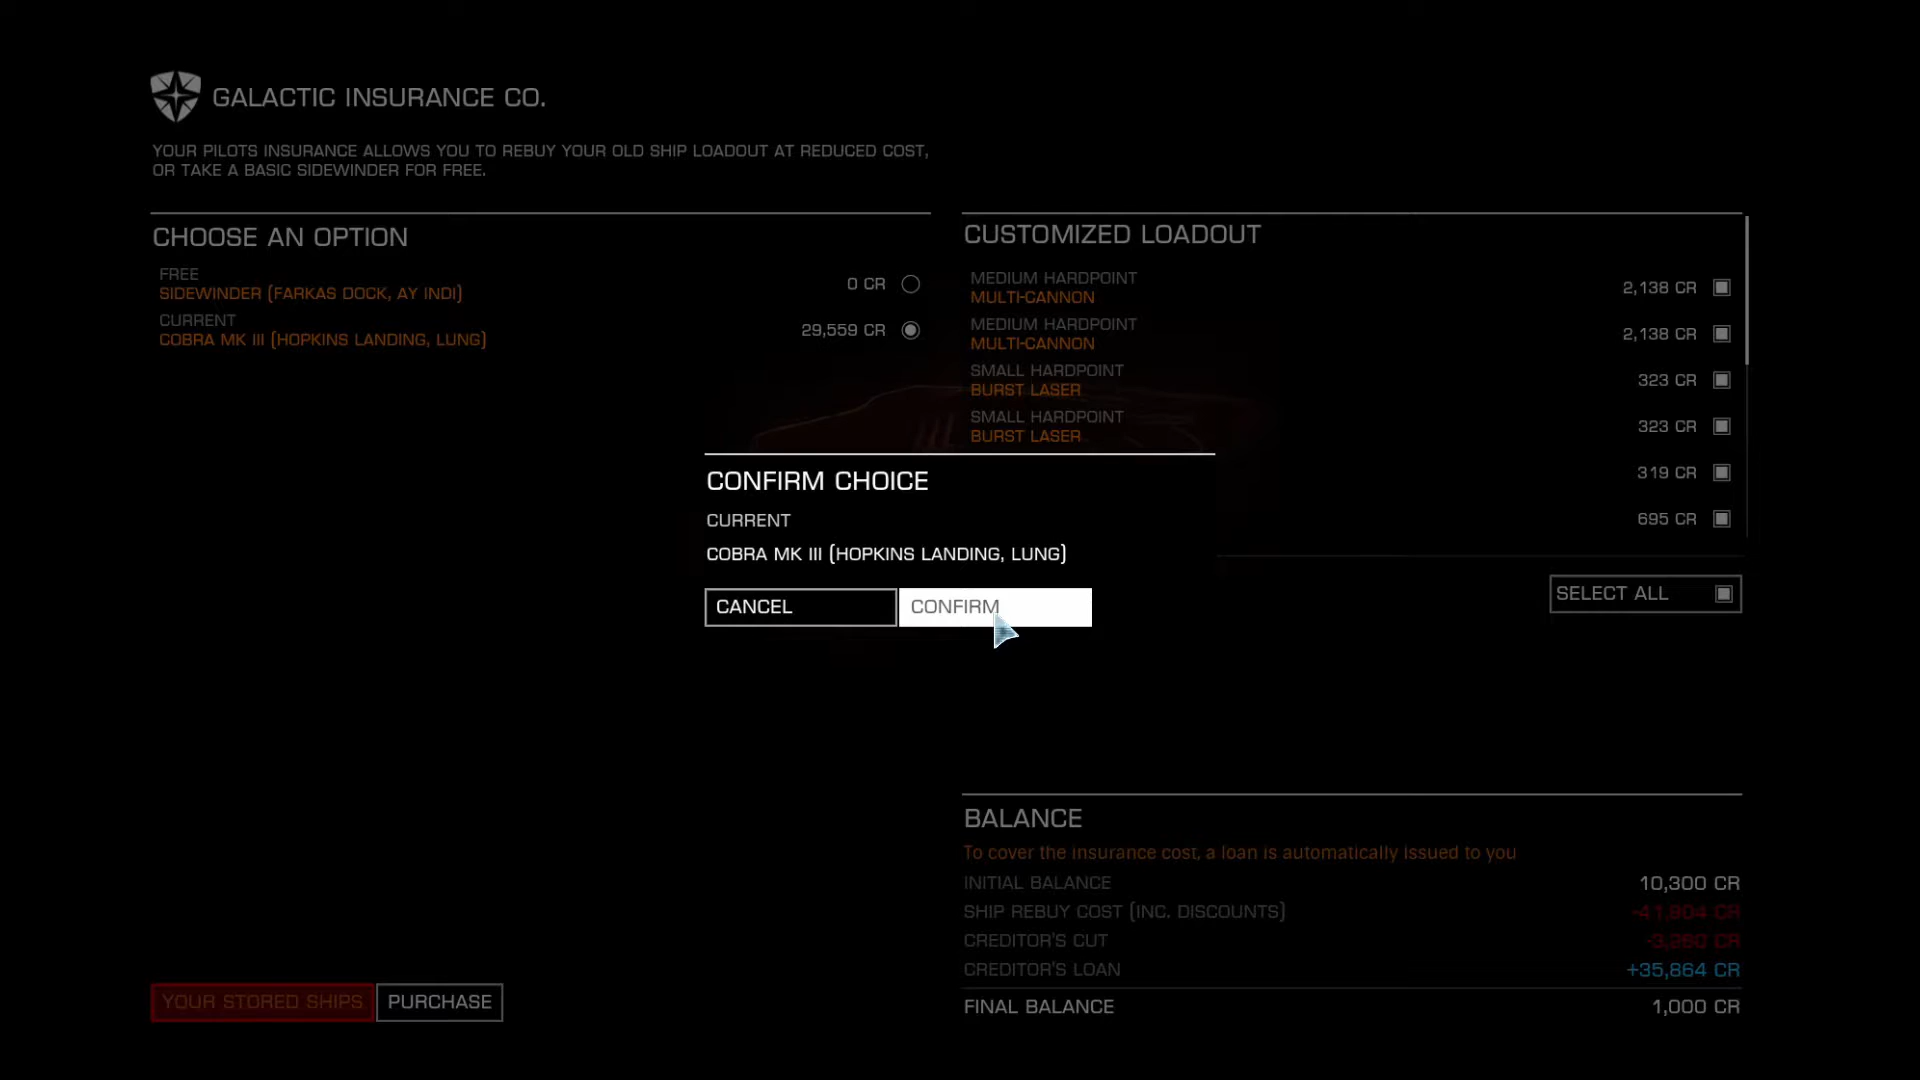 GALACTIC INSURANCE CO.
YOUR PILOTS INSURANCE ALLOWS YOU TO REBUY YOUR OLD SHIP LOADOUT AT REDUCED COST,
OR TAKE A BASIC SIDEWINDER FOR FREE.
CHOOSE AN OPTION
FREE
SIDEWINDER (FARKAS DOCK, AY INDI)
0 CR
CURRENT
COBRA MK III (HOPKINS LANDING, LUNG)
29,559 CR
CUSTOMIZED LOADOUT
MEDIUM HARDPOINT
MULTI-CANNON
2,138 CR
MEDIUM HARDPOINT
MULTI-CANNON
2,138 CR
SMALL HARDPOINT
BURST LASER
323 CR
SMALL HARDPOINT
BURST LASER
323 CR
319 CR
695 CR
SELECT ALL
CONFIRM CHOICE
CURRENT
COBRA MK III (HOPKINS LANDING, LUNG)
CANCEL
CONFIRM
BALANCE
To cover the insurance cost, a loan is automatically issued to you
INITIAL BALANCE 10,300 CR
SHIP REBUY COST (INC. DISCOUNTS) -41,904 CR
CREDITOR'S CUT -3,260 CR
CREDITOR'S LOAN +35,864 CR
FINAL BALANCE 1,000 CR
YOUR STORED SHIPS
PURCHASE